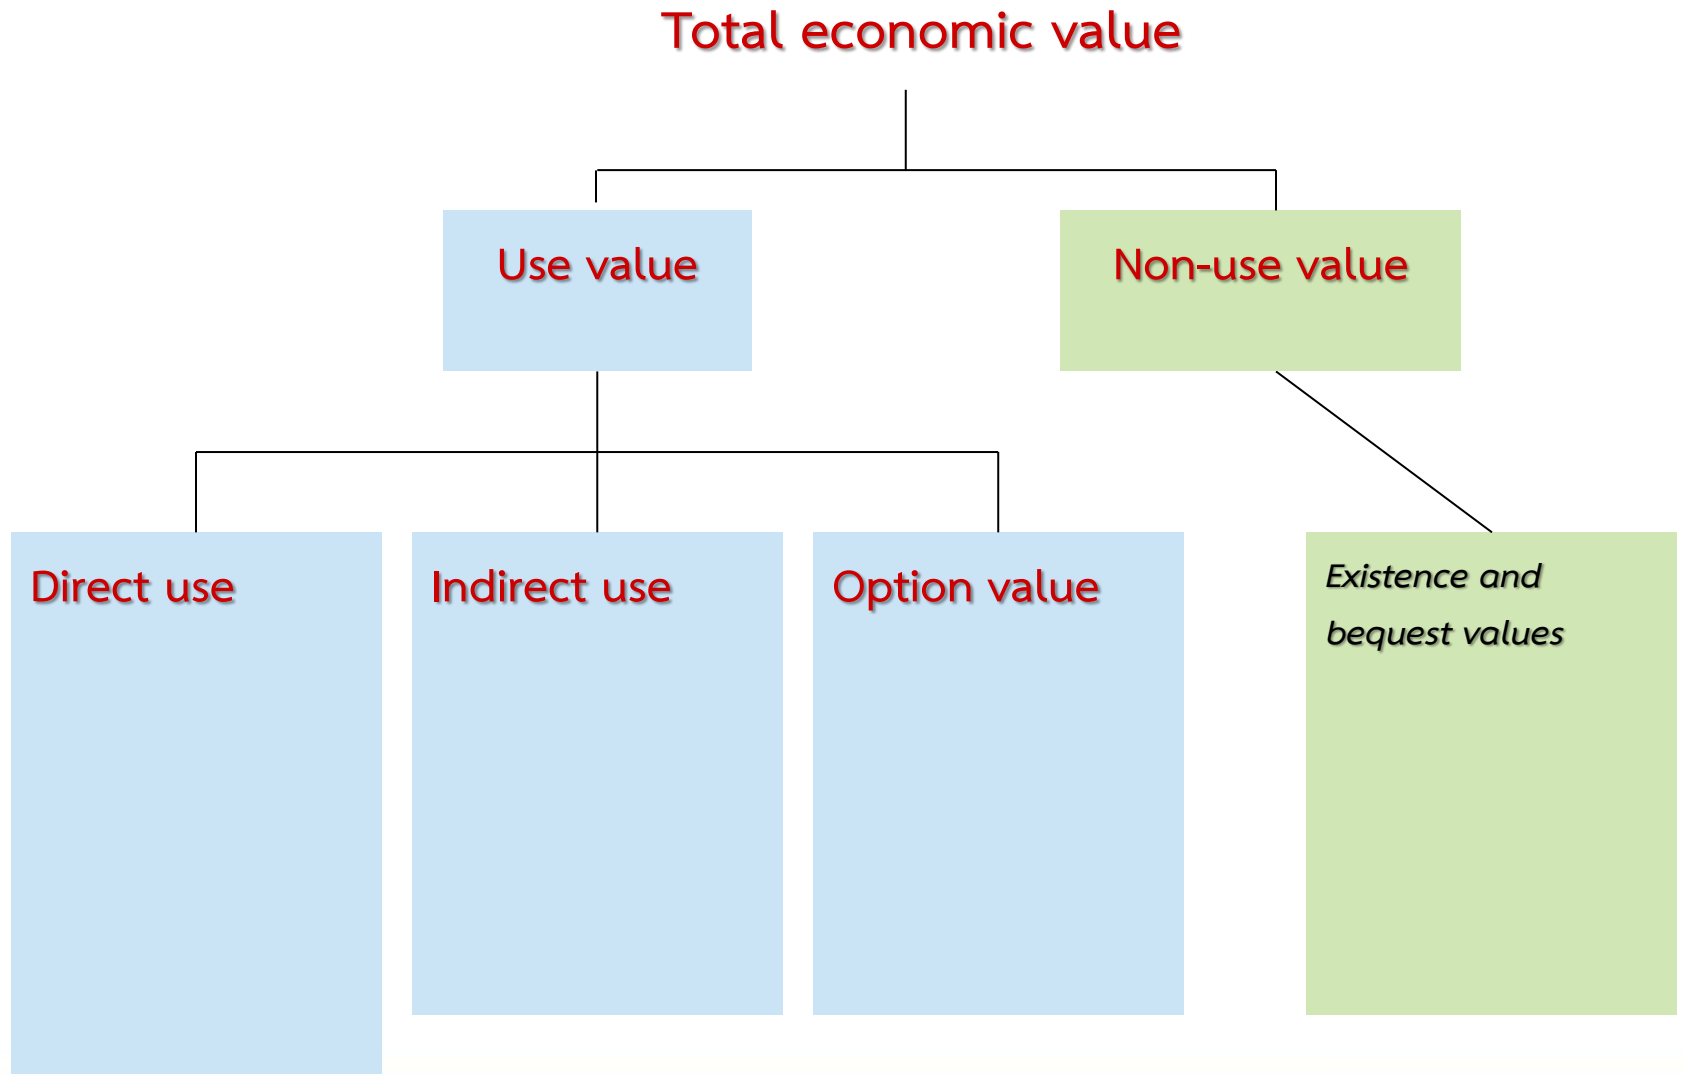 Total economic value
Use value
Non-use value
Direct use
Indirect use
Option value
Existence and
bequest values